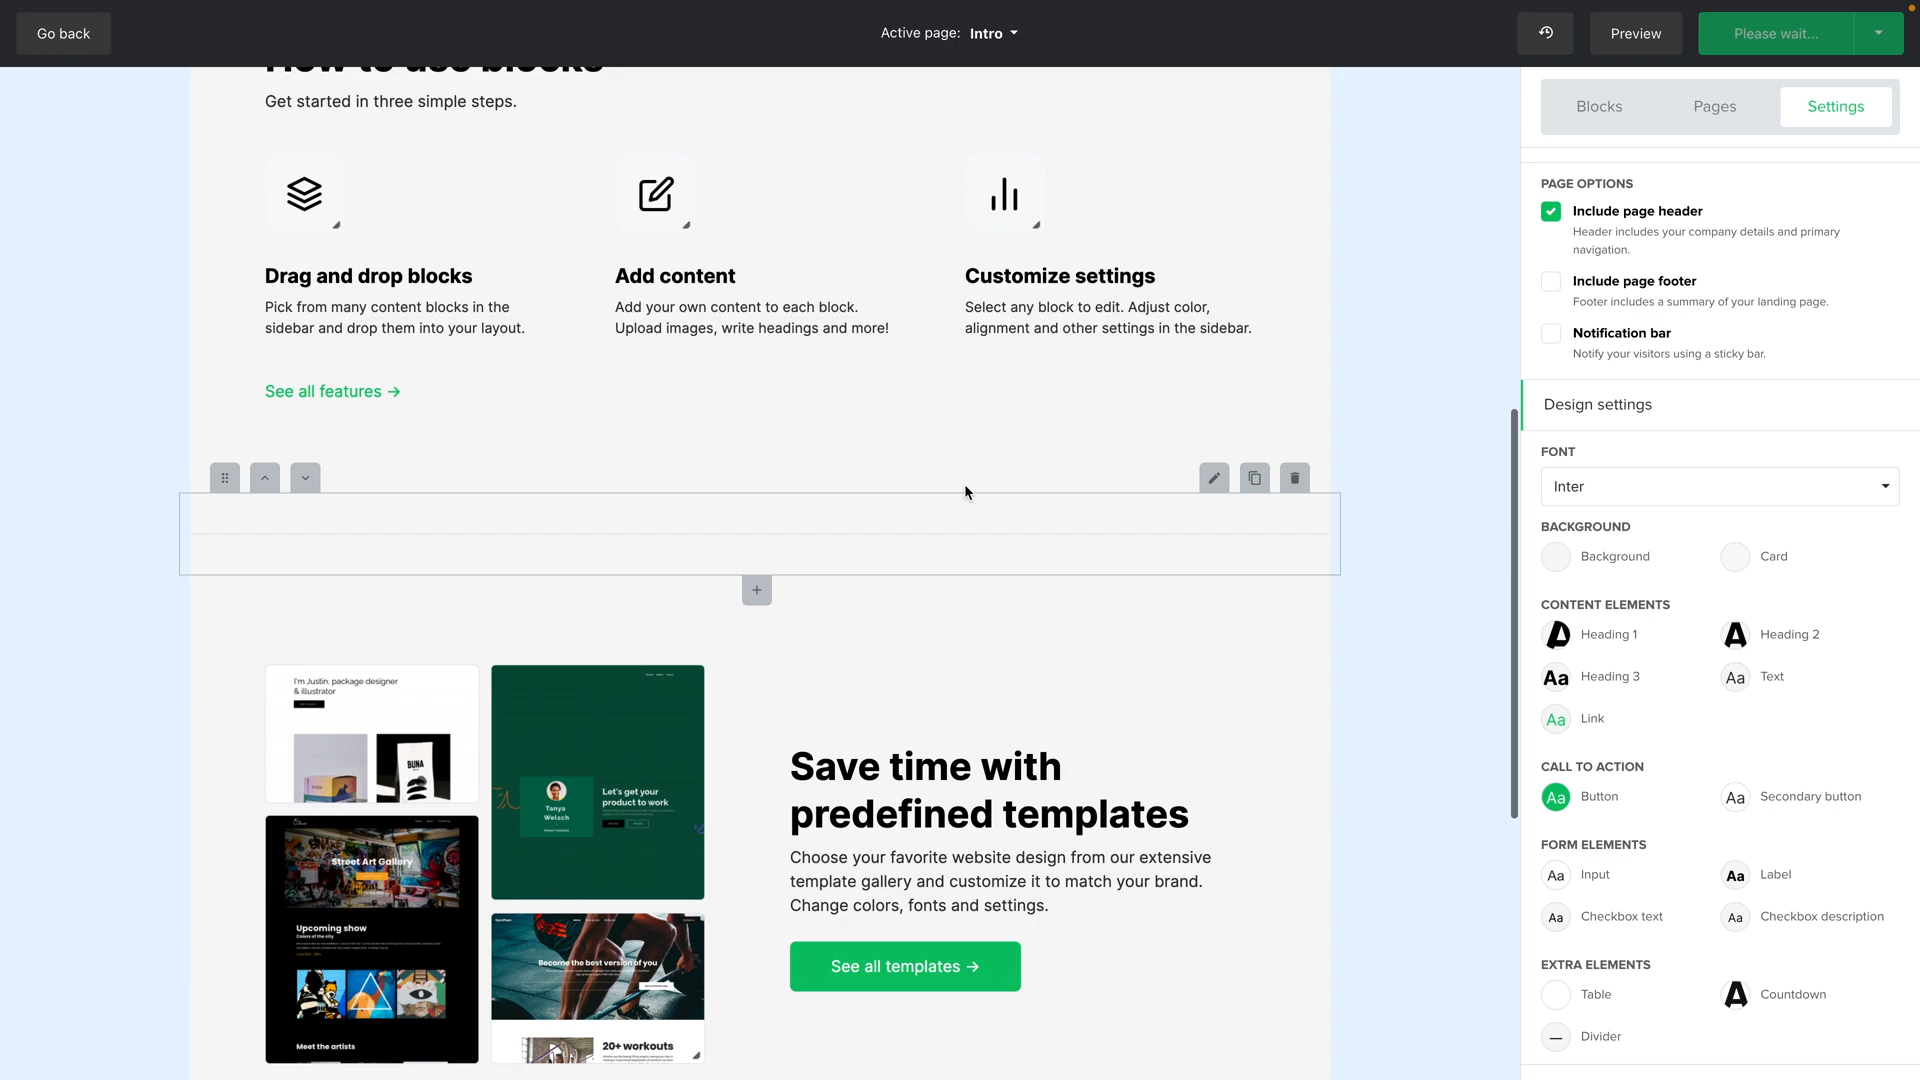 Go back
Active page: Intro
Preview
Please wait...
How to use blocks
Get started in three simple steps.
Drag and drop blocks
Pick from many content blocks in the
sidebar and drop them into your layout.
Add content
Add your own content to each block.
Upload images, write headings and more!
Customize settings
Select any block to edit. Adjust color,
alignment and other settings in the sidebar.
See all features →
I'm Justin, package designer
& illustrator
BUNA
Tanya
Welsch
Let's get your
product to work
Street Art Gallery
Upcoming show
Colors of the city
Meet the artists
Become the best version of you
20+ workouts
Save time with
predefined templates
Choose your favorite website design from our extensive
template gallery and customize it to match your brand.
Change colors, fonts and settings.
See all templates →
Blocks
Pages
Settings
PAGE OPTIONS
Include page header
Header includes your company details and primary
navigation.
Include page footer
Footer includes a summary of your landing page.
Notification bar
Notify your visitors using a sticky bar.
Design settings
FONT
Inter
BACKGROUND
Background
Card
CONTENT ELEMENTS
A Heading 1
A Heading 2
Aa Heading 3
Aa Text
Aa Link
CALL TO ACTION
Aa Button
Aa Secondary button
FORM ELEMENTS
Aa Input
Aa Label
Aa Checkbox text
Aa Checkbox description
EXTRA ELEMENTS
Table
A Countdown
Divider